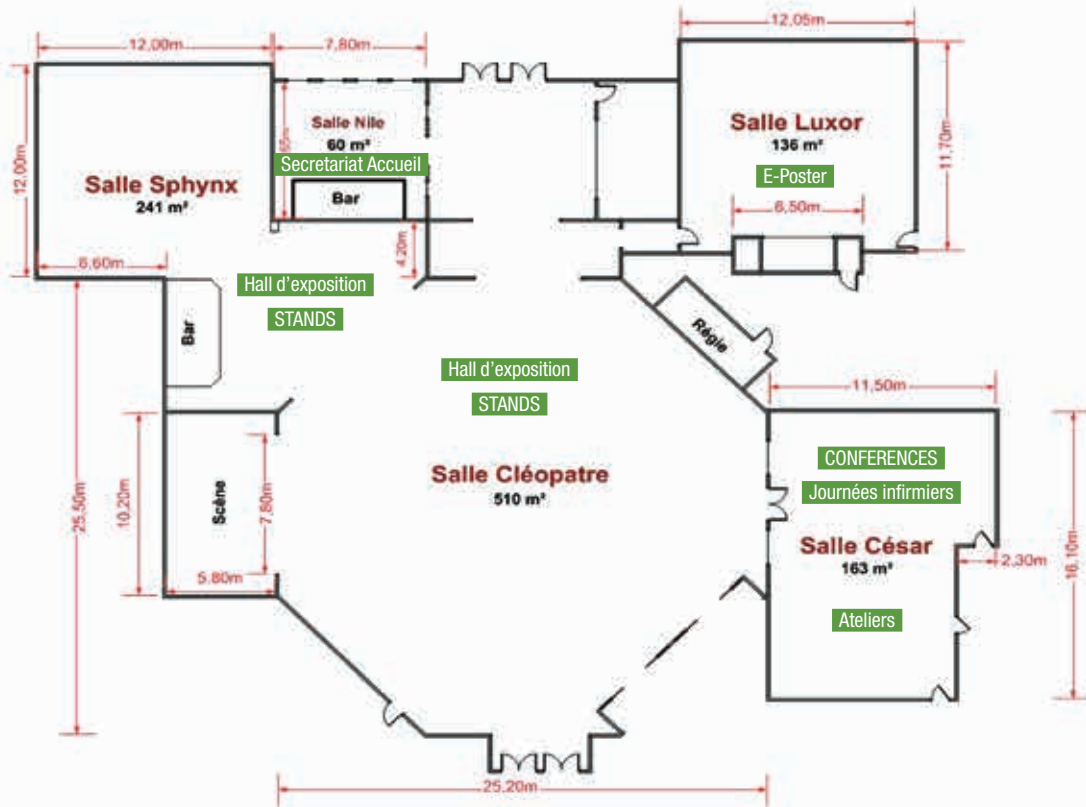 12,00m
7,80m
12,05m
12,00m
Salle Sphynx
241 m²
6,60m
Salle Nile
60 m²
Secretariat Accueil
Bar
4,20m
Salle Luxor
136 m²
E-Poster
6,50m
11,70m
Hall d'exposition
STANDS
Bar
Régie
Hall d'exposition
STANDS
11,50m
Salle Cléopatre
510 m²
25,50m
10,20m
Scène
7,80m
5,80m
CONFERENCES
Journées infirmiers
Salle César
163 m²
2,30m
16,10m
Ateliers
25,20m